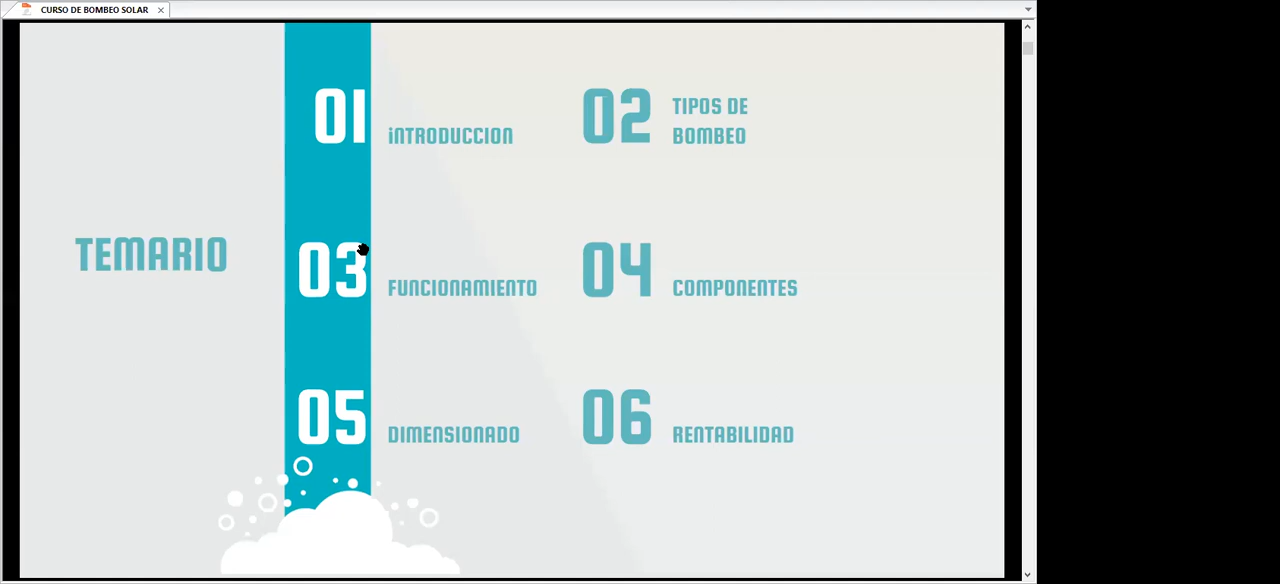 CURSO DE BOMBEO SOLAR
TEMARIO
01
iNTRODUCCION
02
TIPOS DE
BOMBEO
03
FUNCIONAMIENTO
04
COMPONENTES
05
DIMENSIONADO
06
RENTABILIDAD